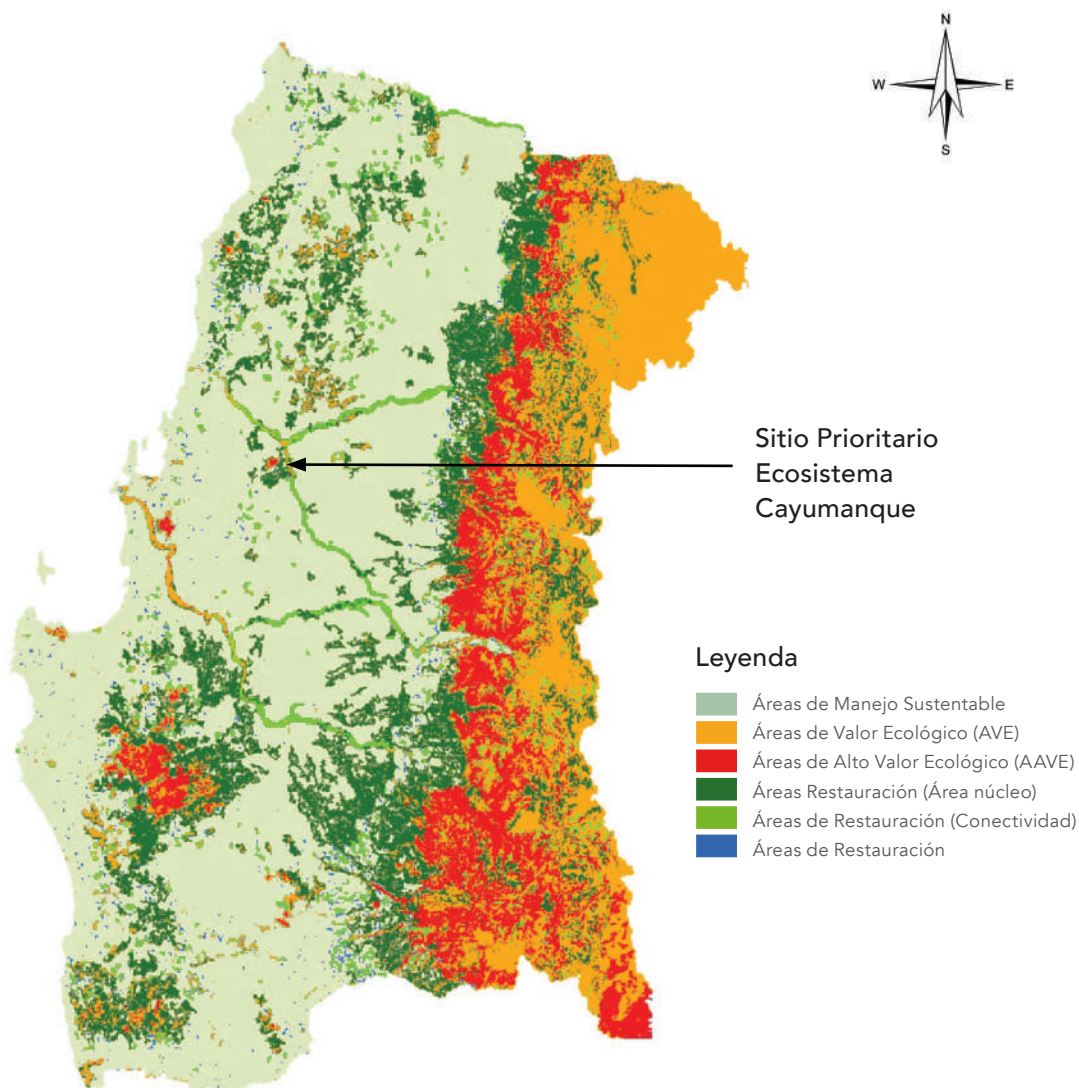 N
W E
S
Sitio Prioritario
Ecosistema
Cayumanque
Leyenda
Áreas de Manejo Sustentable
Áreas de Valor Ecológico (AVE)
Áreas de Alto Valor Ecológico (AAVE)
Áreas Restauración (Área núcleo)
Áreas de Restauración (Conectividad)
Áreas de Restauración